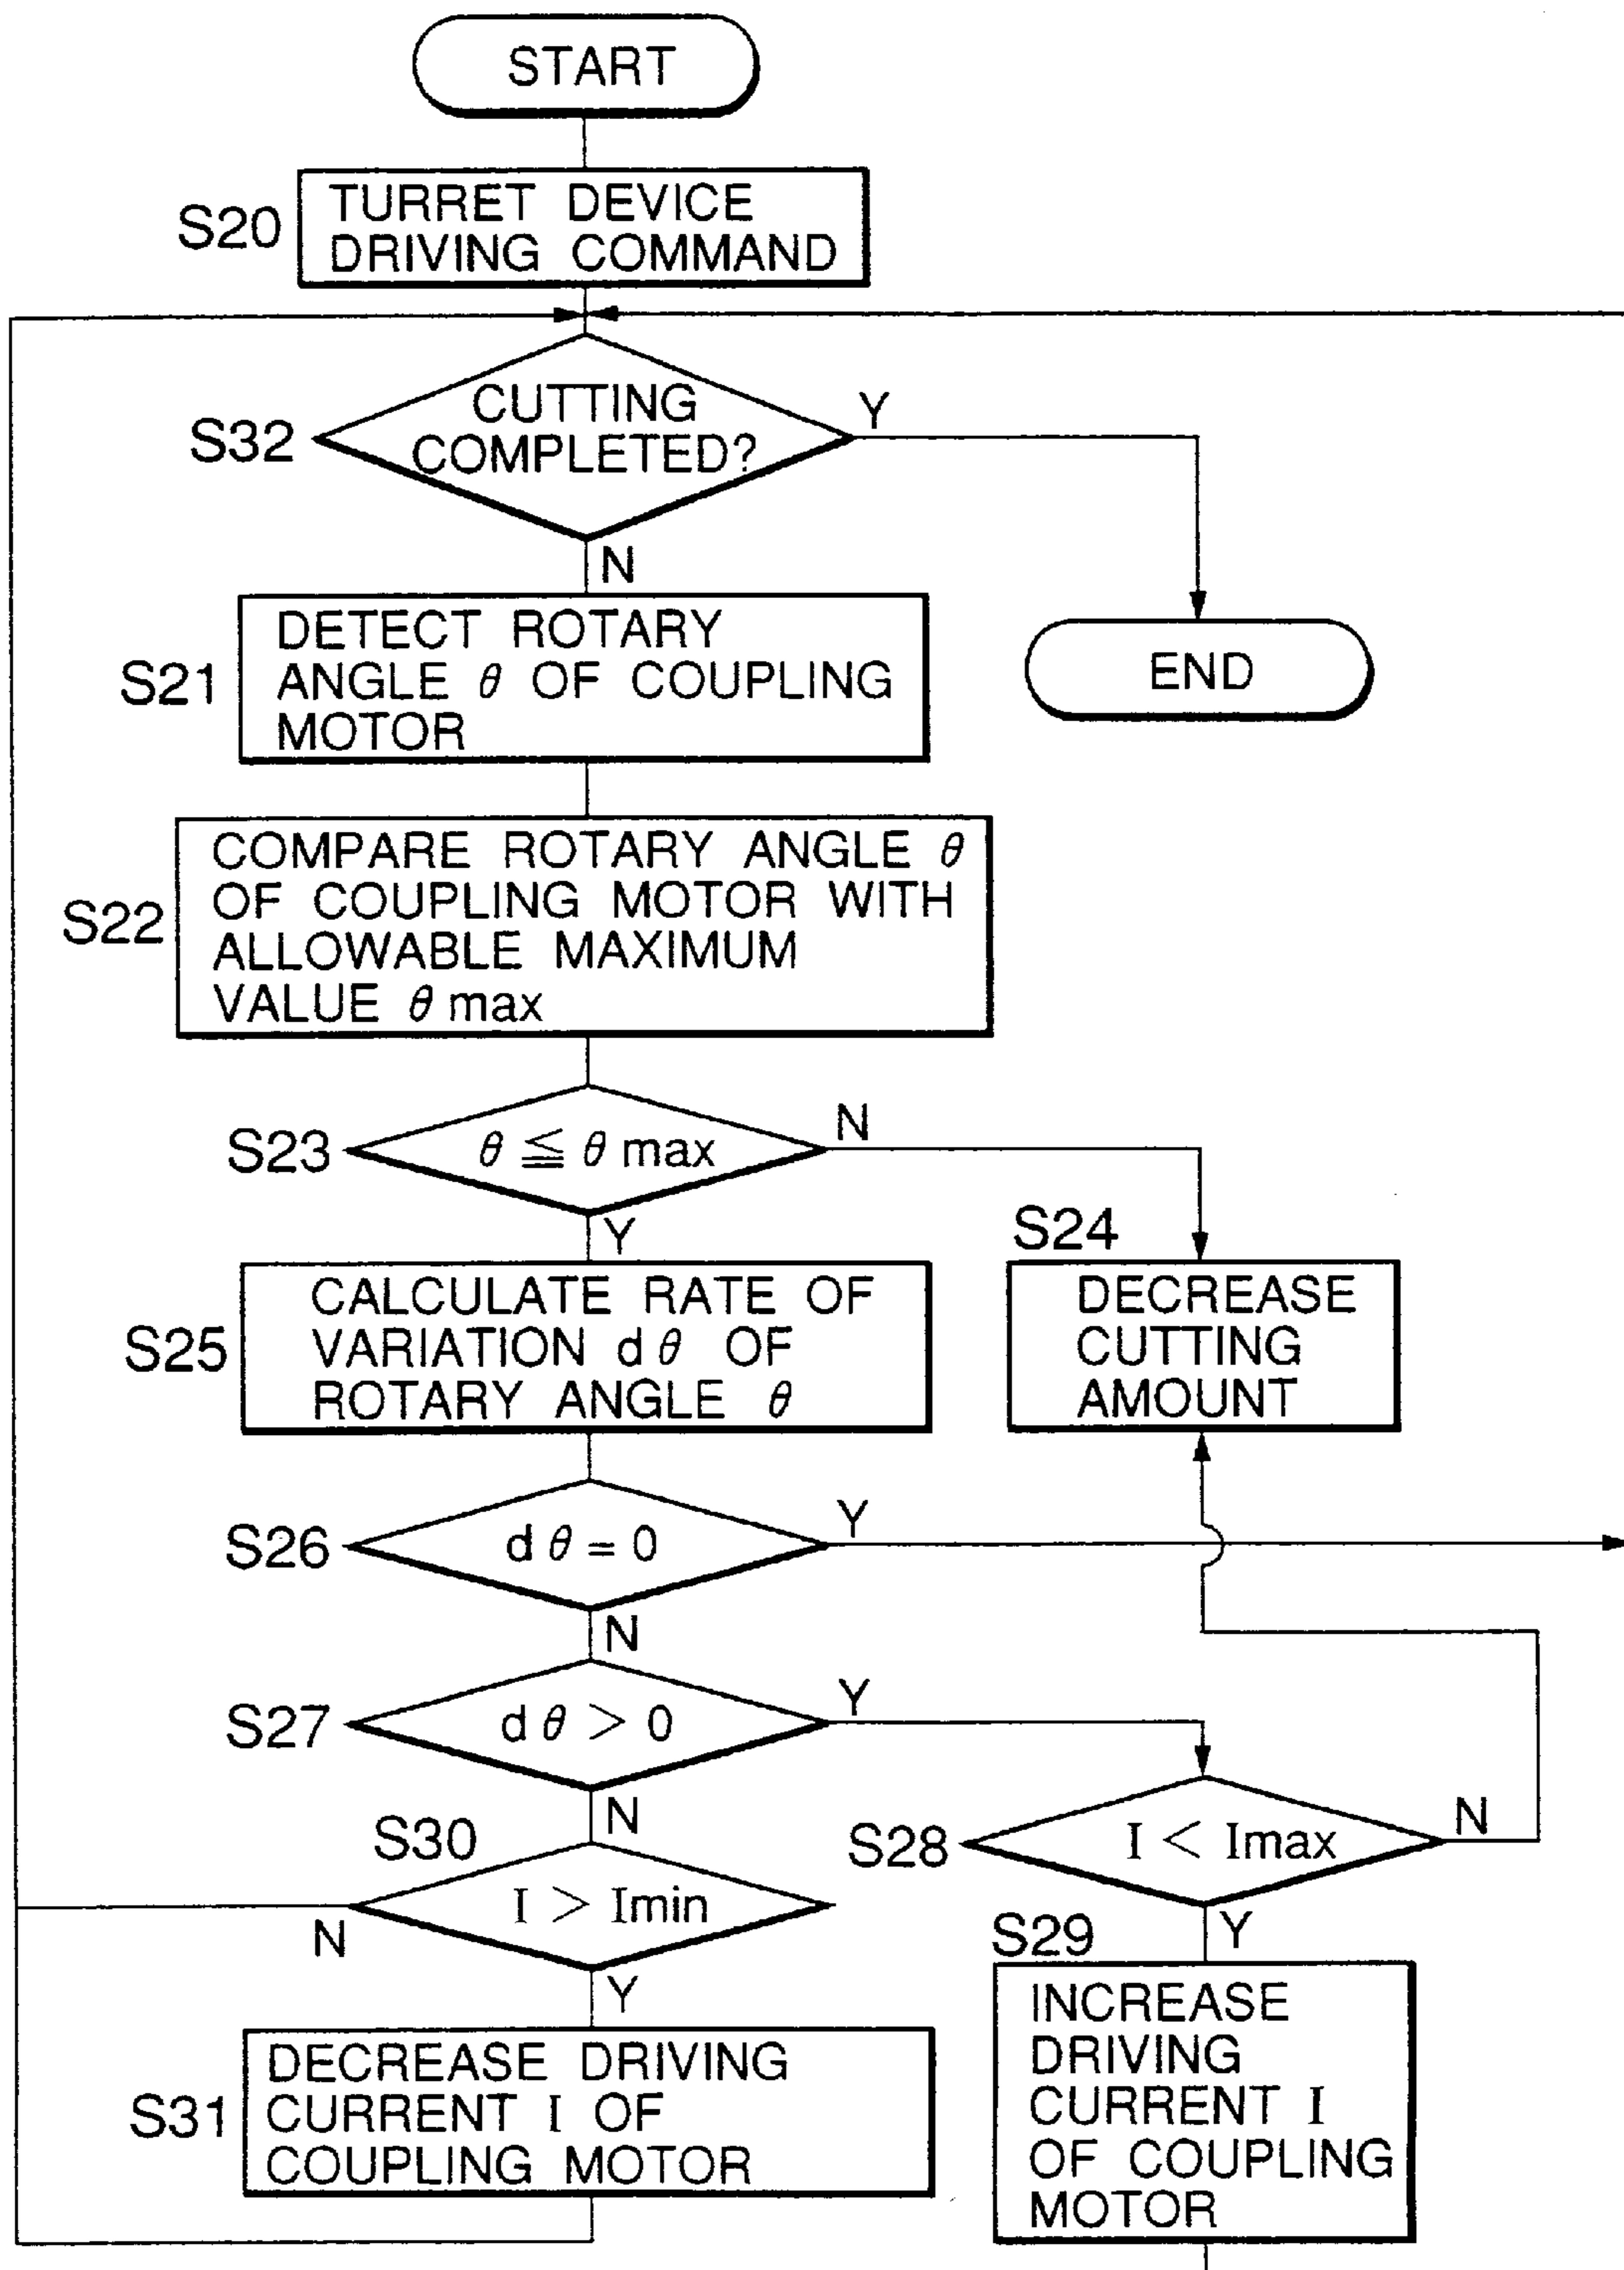 START
S20
TURRET DEVICE
DRIVING COMMAND
S32
CUTTING
COMPLETED?
Y
N
S21
DETECT ROTARY
ANGLE θ OF COUPLING
MOTOR
END
S22
COMPARE ROTARY ANGLE θ
OF COUPLING MOTOR WITH
ALLOWABLE MAXIMUM
VALUE θ max
S23
θ ≦ θ max
N
Y
S24
DECREASE
CUTTING
AMOUNT
S25
CALCULATE RATE OF
VARIATION d θ OF
ROTARY ANGLE θ
S26
d θ = 0
Y
N
S27
d θ > 0
Y
N
S28
I < Imax
N
Y
S30
I > Imin
N
Y
S29
INCREASE
DRIVING
CURRENT I
OF COUPLING
MOTOR
S31
DECREASE DRIVING
CURRENT I OF
COUPLING MOTOR